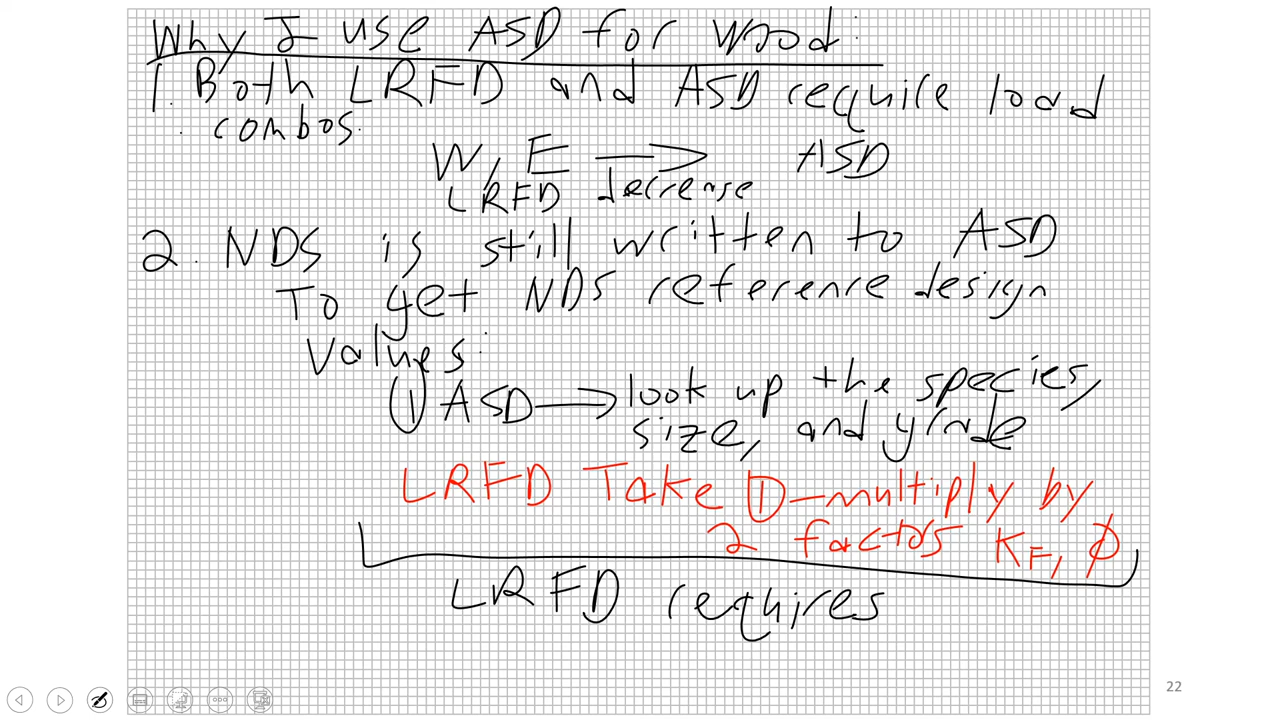 Why I use ASD for wood:
1. Both LRFD and ASD require load
combos.
W, E → ASD
LRFD decrease
2. NDS is still written to ASD
To get NDS reference design
values:
① ASD → look up the species,
size, and grade
LRFD Take ① - multiply by
2 factors KF, φ
LRFD requires
22